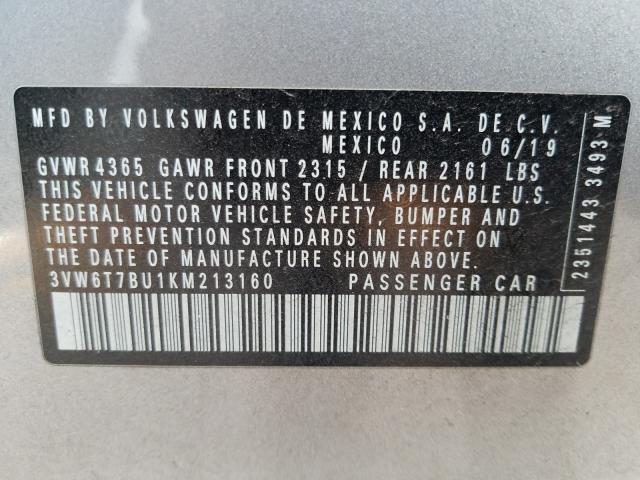 MFD BY VOLKSWAGEN DE MEXICO S.A. DE C.V.
MEXICO 06/19
GVWR 4365 GAWR FRONT 2315 / REAR 2161 LBS
THIS VEHICLE CONFORMS TO ALL APPLICABLE U.S.
FEDERAL MOTOR VEHICLE SAFETY, BUMPER AND
THEFT PREVENTION STANDARDS IN EFFECT ON
THE DATE OF MANUFACTURE SHOWN ABOVE.
3VW6T7BU1KM213160 PASSENGER CAR
2351443 3493 M